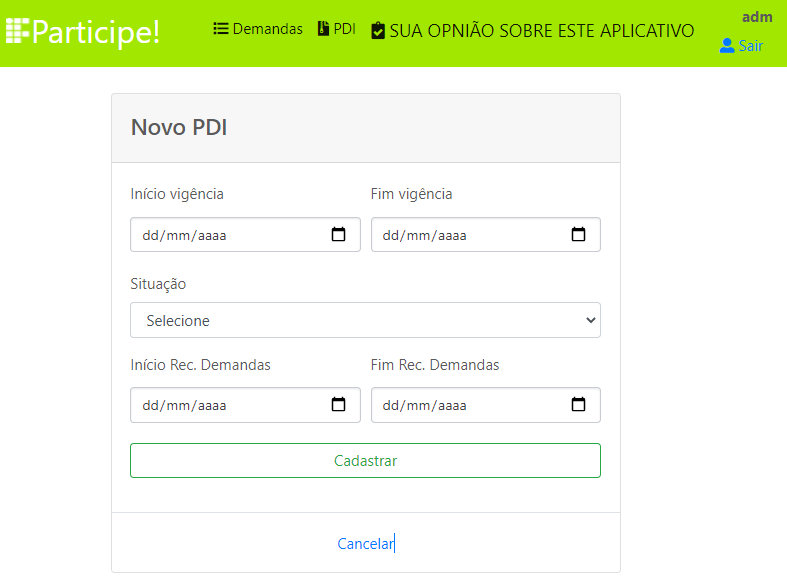 Participe!
Demandas PDI SUA OPNIÃO SOBRE ESTE APLICATIVO
adm
Sair
Novo PDI
Início vigência Fim vigência
dd/mm/aaaa dd/mm/aaaa
Situação
Selecione
Início Rec. Demandas Fim Rec. Demandas
dd/mm/aaaa dd/mm/aaaa
Cadastrar
Cancelar